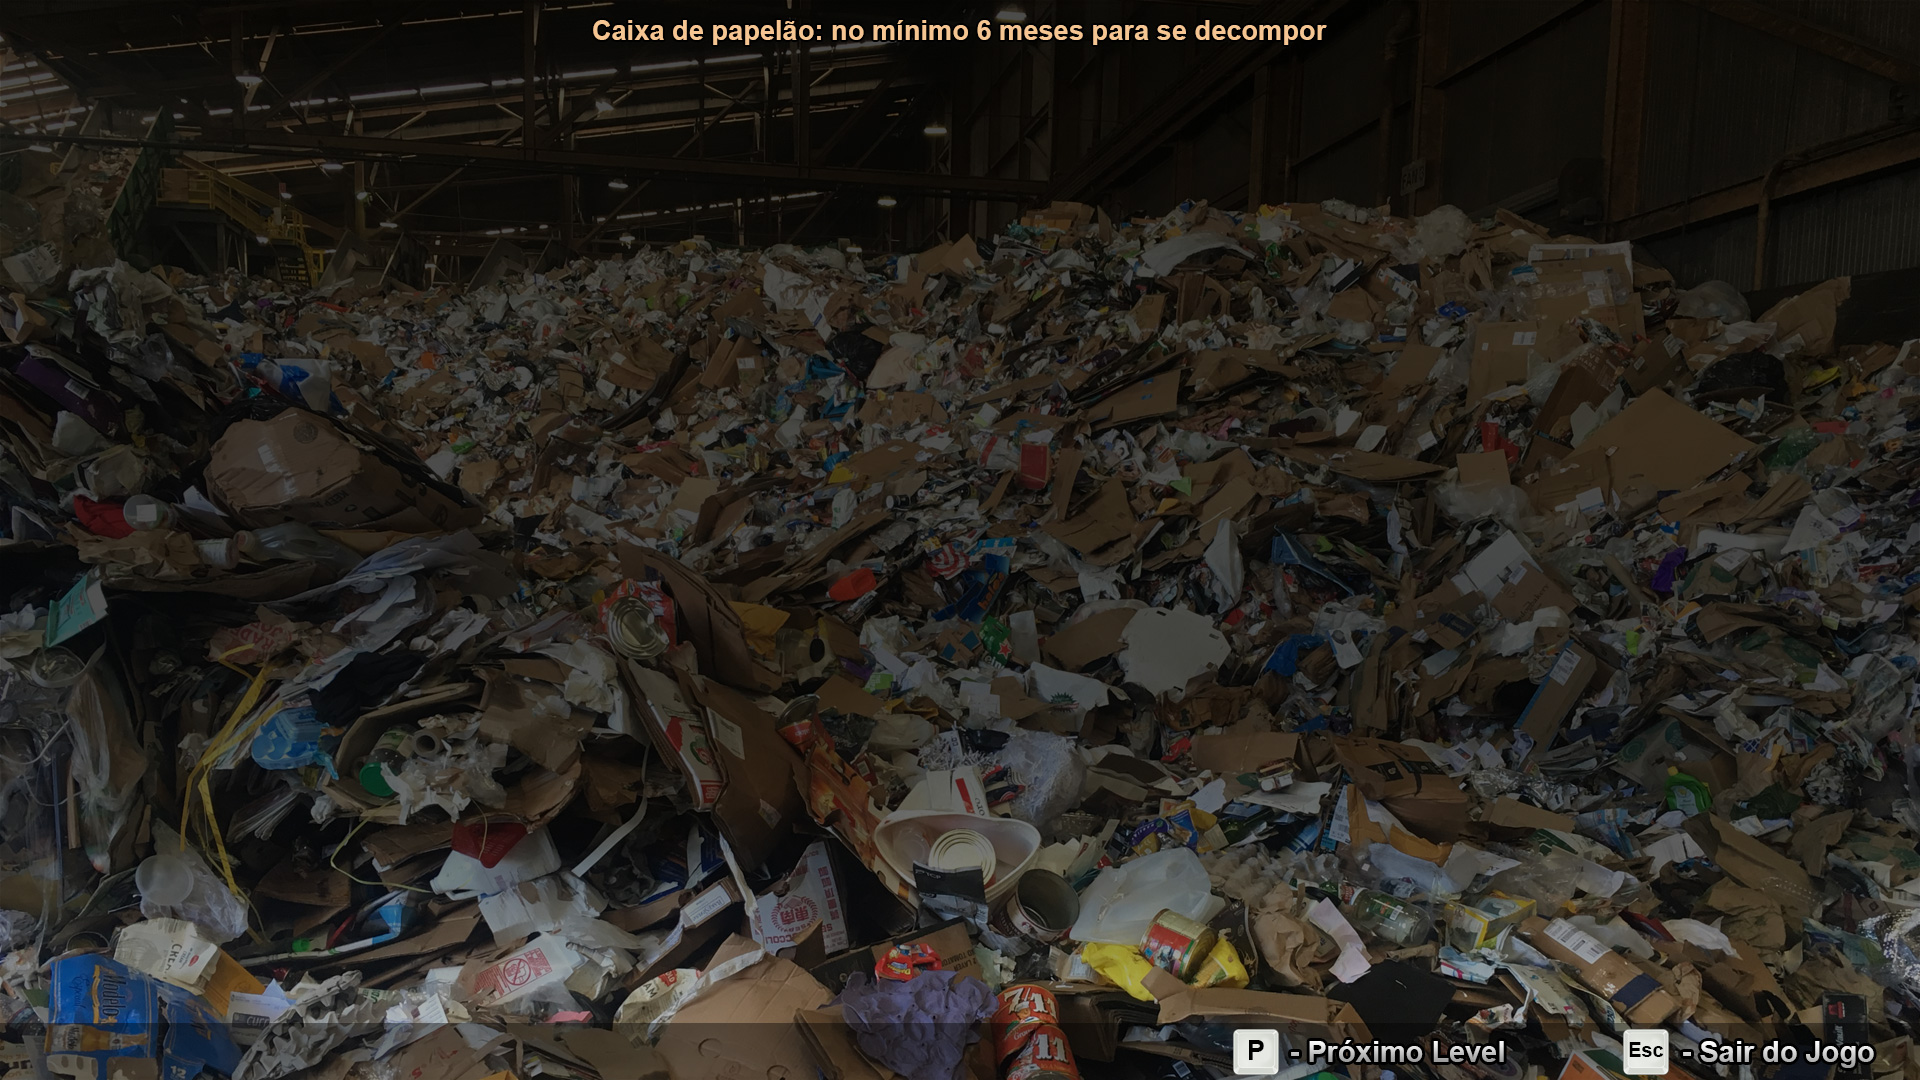 Caixa de papelão: no mínimo 6 meses para se decompor
P - Próximo Level
Esc - Sair do Jogo